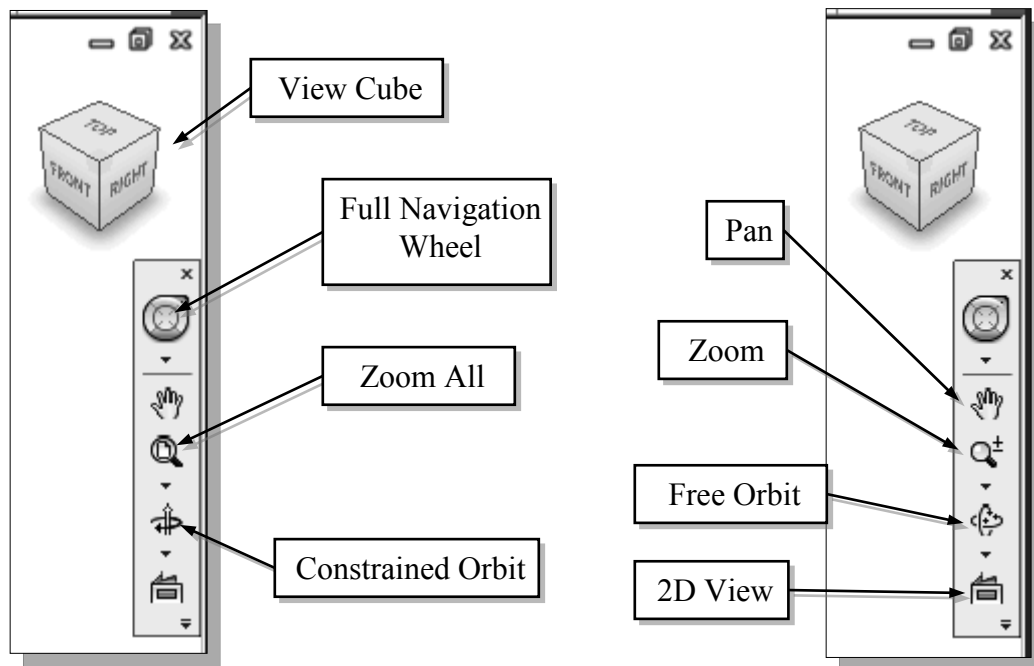 View Cube
TOP
FRONT
RIGHT
Full Navigation
Wheel
Zoom All
Constrained Orbit
TOP
FRONT
RIGHT
Pan
Zoom
Free Orbit
2D View